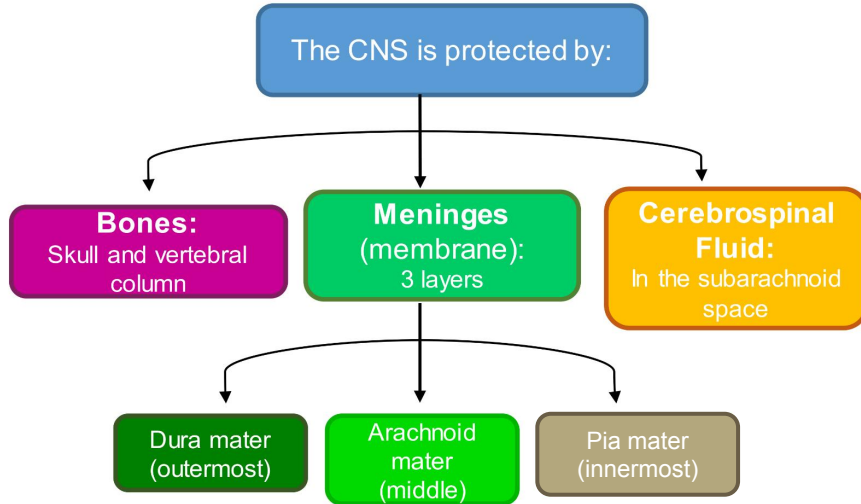 The CNS is protected by:
Bones:
Skull and vertebral
column
Meninges
(membrane):
3 layers
Cerebrospinal
Fluid:
In the subarachnoid
space
Dura mater
(outermost)
Arachnoid
mater
(middle)
Pia mater
(innermost)